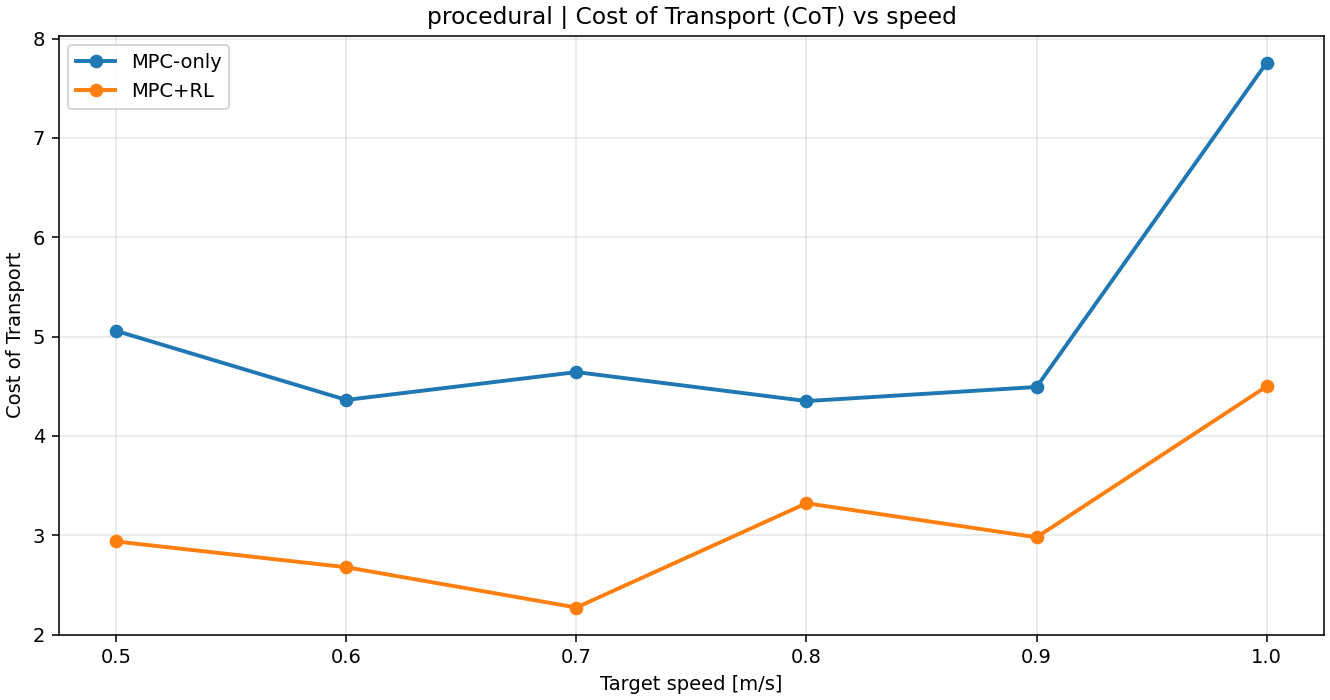 procedural | Cost of Transport (CoT) vs speed
MPC-only
MPC+RL
Cost of Transport
8
7
6
5
4
3
2
0.5 0.6 0.7 0.8 0.9 1.0
Target speed [m/s]